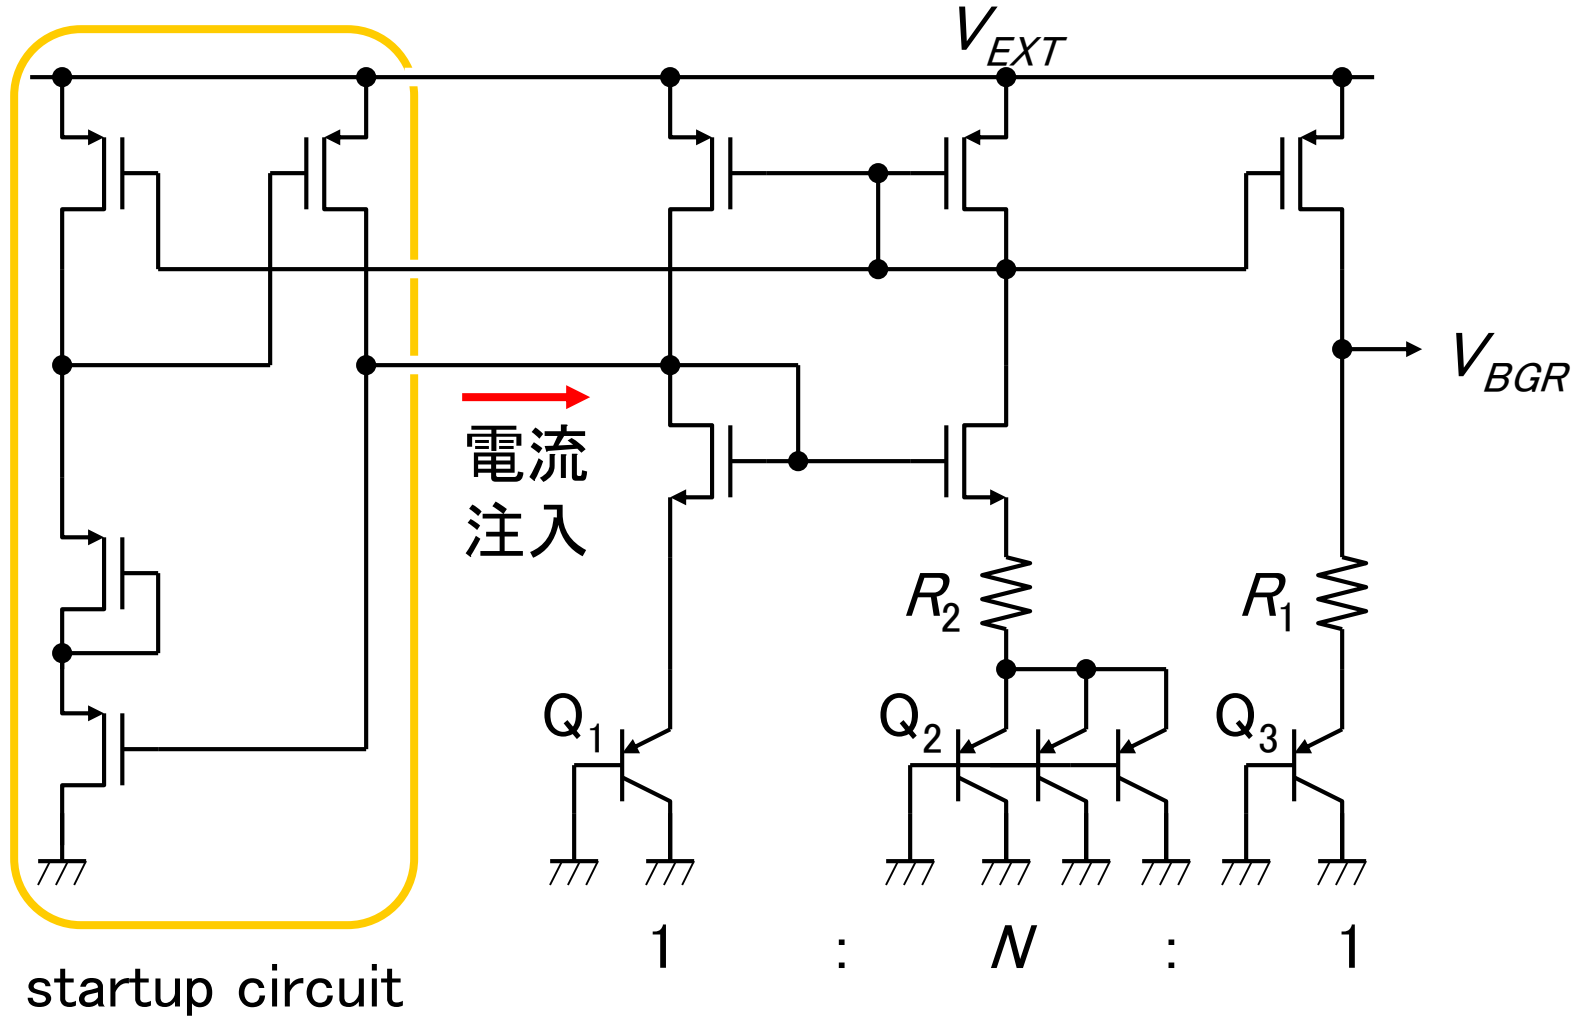 V_EXT
V_BGR
電流
注入
R_2
R_1
Q_1
Q_2
Q_3
1 : N : 1
startup circuit